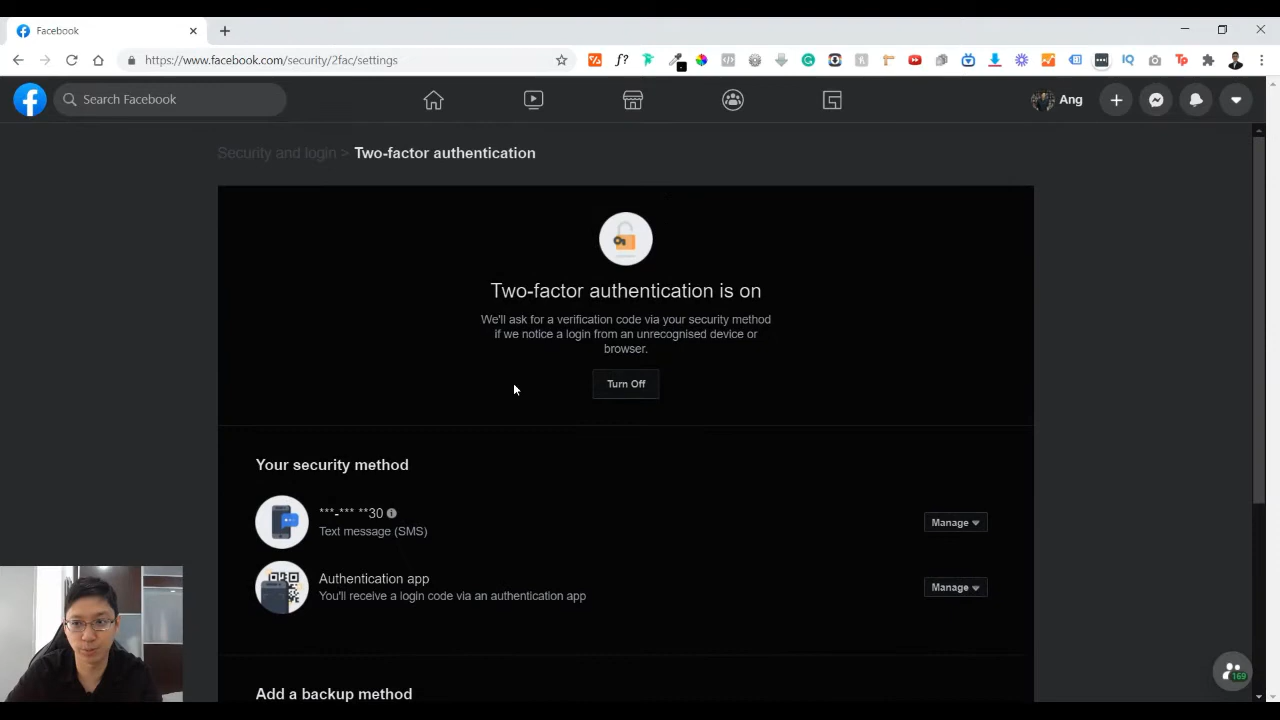 Facebook
https://www.facebook.com/security/2fac/settings
Search Facebook
Ang
Security and login > Two-factor authentication
Two-factor authentication is on
We'll ask for a verification code via your security method
if we notice a login from an unrecognised device or
browser.
Turn Off
Your security method
***-*** **30
Text message (SMS)
Manage
Authentication app
You'll receive a login code via an authentication app
Manage
Add a backup method
169